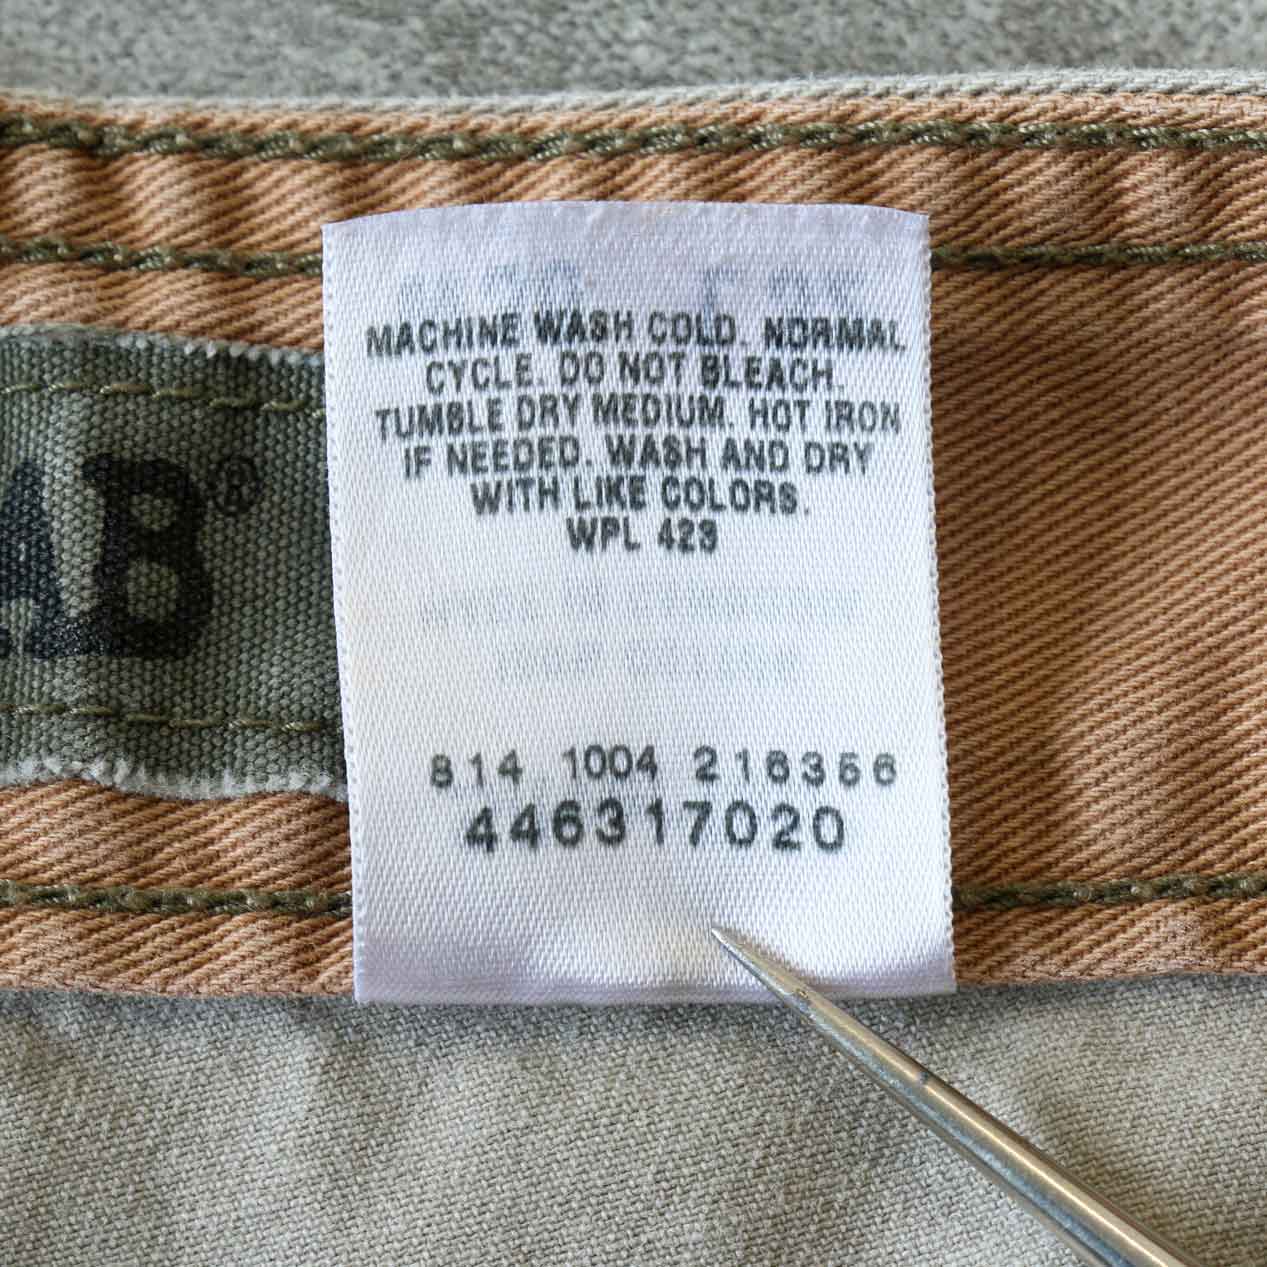 MACHINE WASH COLD. NORMAL
CYCLE. DO NOT BLEACH.
TUMBLE DRY MEDIUM. HOT IRON
IF NEEDED. WASH AND DRY
WITH LIKE COLORS.
WPL 423
AB®
814 1004 216356
446317020